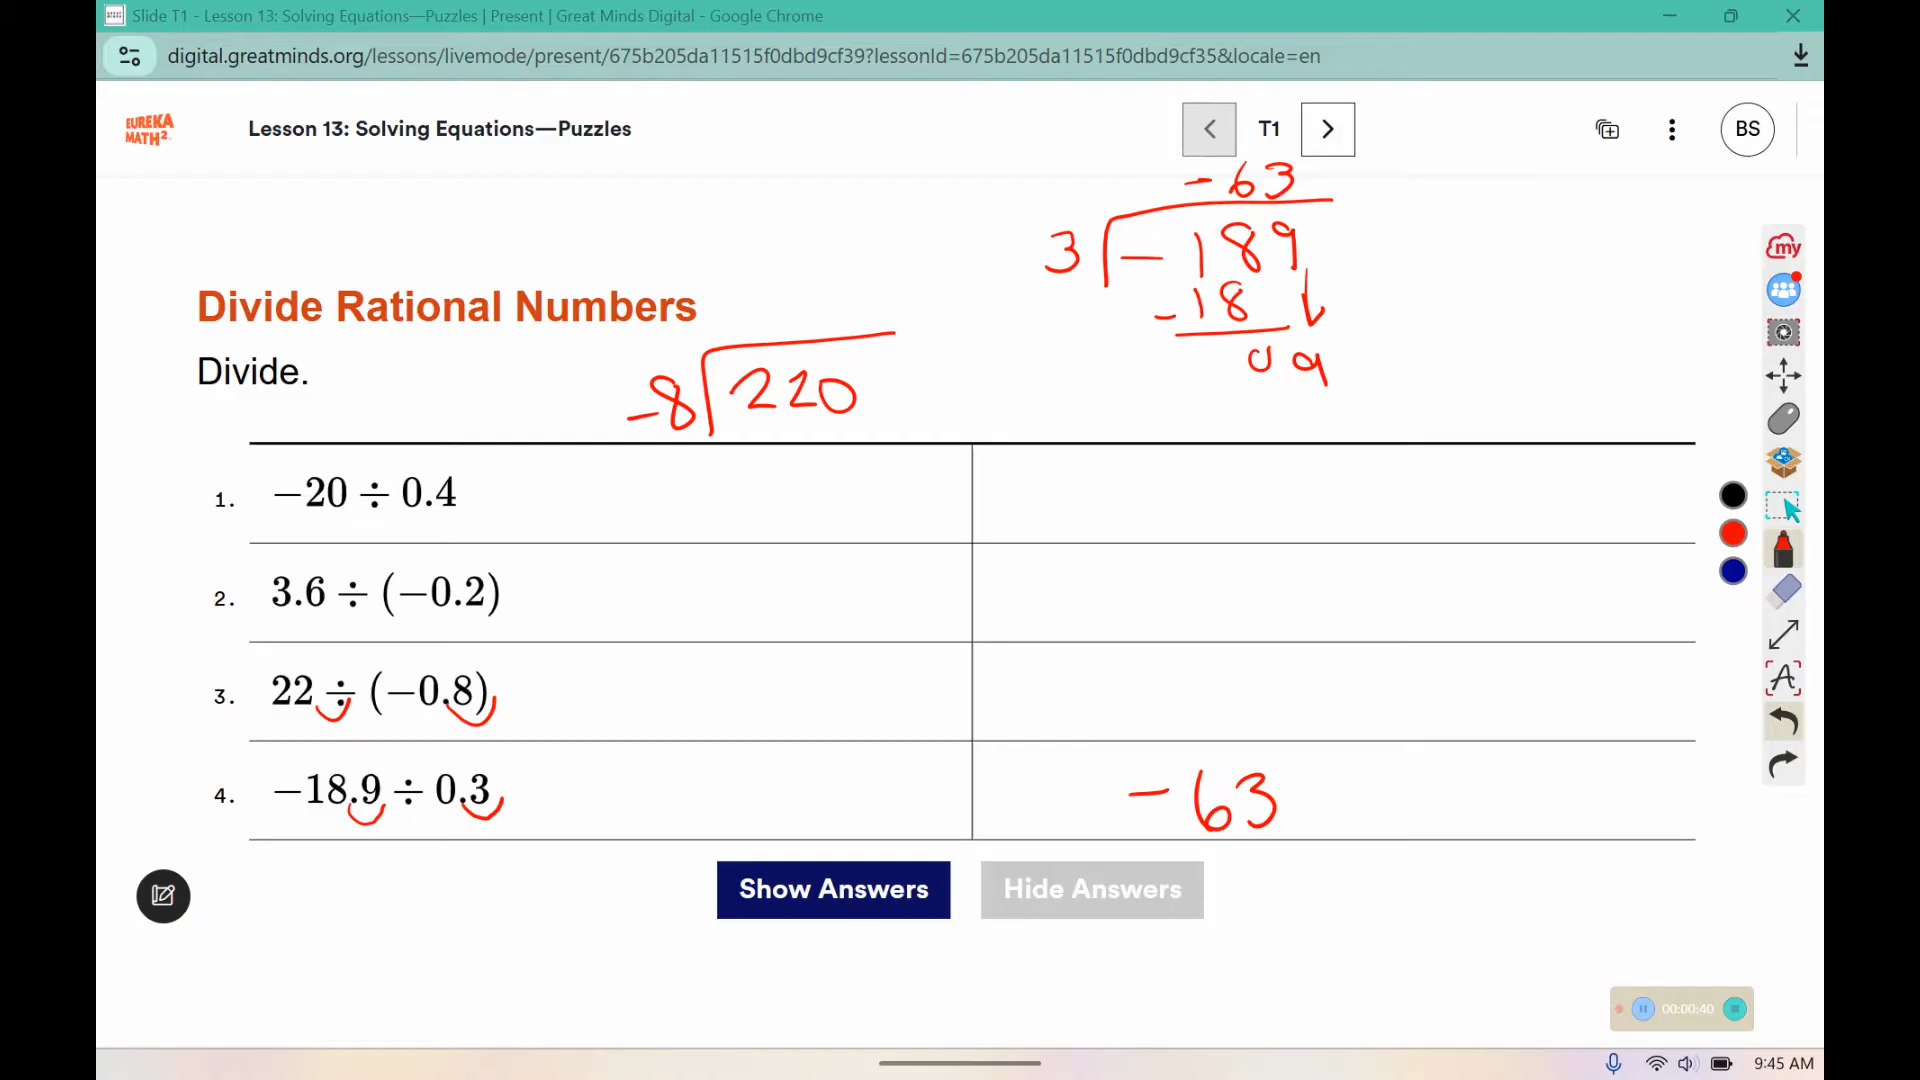 Slide T1 - Lesson 13: Solving Equations—Puzzles | Present | Great Minds Digital - Google Chrome
digital.greatminds.org/lessons/livemode/present/675b205da11515f0dbd9cf39?lessonId=675b205da11515f0dbd9cf35&locale=en
EUREKA MATH²
Lesson 13: Solving Equations—Puzzles
T1
BS
-63
3 -189
-18
09
Divide Rational Numbers
Divide.
-8 220
1. −20 ÷ 0.4
2. 3.6 ÷ (−0.2)
3. 22 ÷ (−0.8)
4. −18.9 ÷ 0.3
-63
Show Answers
Hide Answers
my
A
00:00:40
9:45 AM